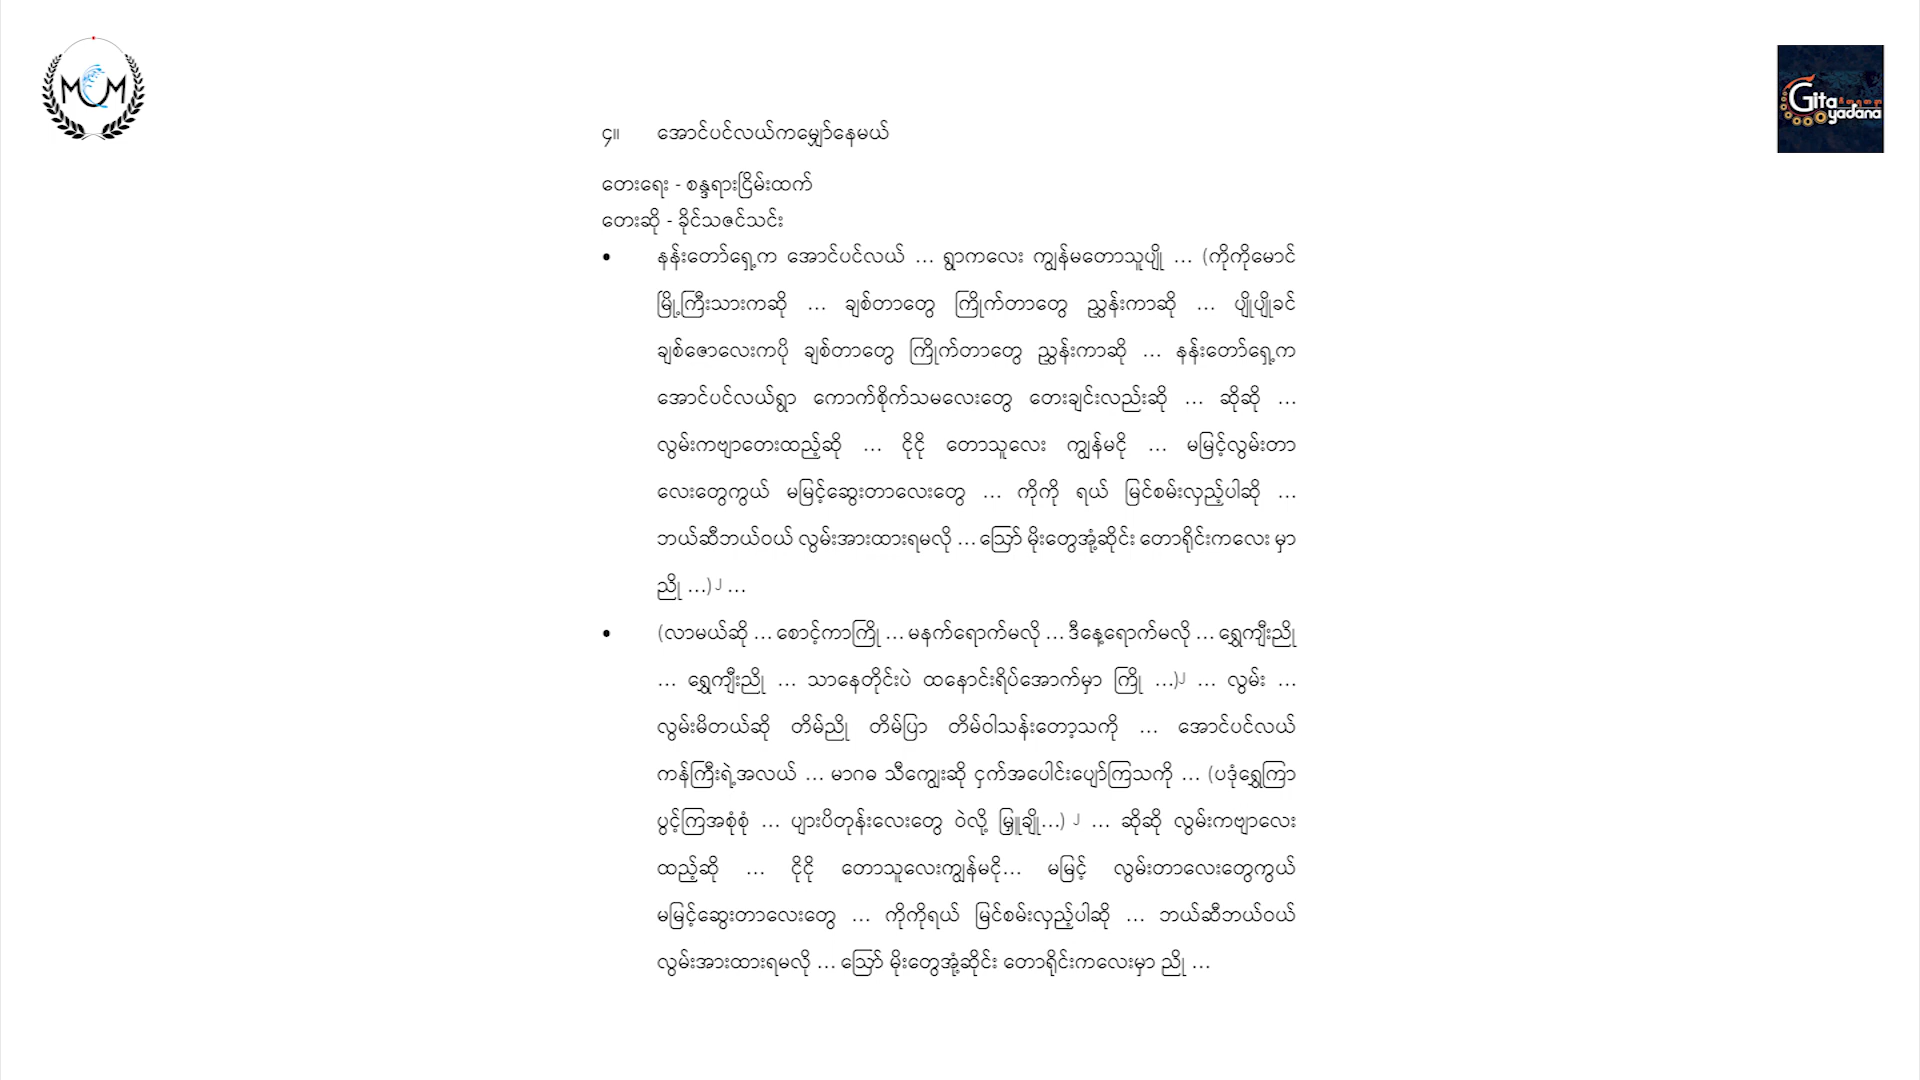 MQM
Gita
ဂီတရတနာ
yadana
၄။ အောင်ပင်လယ်ကမျှော်နေမယ်
တေးရေး - စန္ဒရားငြိမ်းထက်
တေးဆို - ခိုင်သဇင်သင်း
• နန်းတော်ရှေ့က အောင်ပင်လယ် … ရွာကလေး ကျွန်မတောသူပျို … (ကိုကိုမောင်
မြို့ကြီးသားကဆို … ချစ်တာတွေ ကြိုက်တာတွေ ညွှန်းကာဆို … ပျိုပျိုခင်
ချစ်ဇောလေးကပို ချစ်တာတွေ ကြိုက်တာတွေ ညွှန်းကာဆို … နန်းတော်ရှေ့က
အောင်ပင်လယ်ရွာ ကောက်စိုက်သမလေးတွေ တေးချင်းလည်းဆို … ဆိုဆို …
လွမ်းကဗျာတေးထည့်ဆို … ငိုငို တောသူလေး ကျွန်မငို … မမြင့်လွမ်းတာ
လေးတွေကွယ် မမြင့်ဆွေးတာလေးတွေ … ကိုကို ရယ် မြင်စမ်းလှည့်ပါဆို …
ဘယ်ဆီဘယ်ဝယ် လွမ်းအားထားရမလို … ဩော် မိုးတွေအုံ့ဆိုင်း တောရိုင်းကလေး မှာ
ညို …)၂ …
• (လာမယ်ဆို … စောင့်ကာကြို … မနက်ရောက်မလို … ဒီနေ့ရောက်မလို … ရွှေကျီးညို
… ရွှေကျီးညို … သာနေတိုင်းပဲ ထနောင်းရိပ်အောက်မှာ ကြို …)၂ … လွမ်း …
လွမ်းမိတယ်ဆို တိမ်ညို တိမ်ပြာ တိမ်ဝါသန်းတော့သကို … အောင်ပင်လယ်
ကန်ကြီးရဲ့အလယ် … မာဂဓ သီကျွေးဆို ငှက်အပေါင်းပျော်ကြသကို … (ပဒုံရွှေကြာ
ပွင့်ကြအစုံစုံ … ပျားပိတုန်းလေးတွေ ဝဲလို့ မြှူချို…) ၂ … ဆိုဆို လွမ်းကဗျာလေး
ထည့်ဆို … ငိုငို တောသူလေးကျွန်မငို… မမြင့် လွမ်းတာလေးတွေကွယ်
မမြင့်ဆွေးတာလေးတွေ … ကိုကိုရယ် မြင်စမ်းလှည့်ပါဆို … ဘယ်ဆီဘယ်ဝယ်
လွမ်းအားထားရမလို … ဩော် မိုးတွေအုံ့ဆိုင်း တောရိုင်းကလေးမှာ ညို …